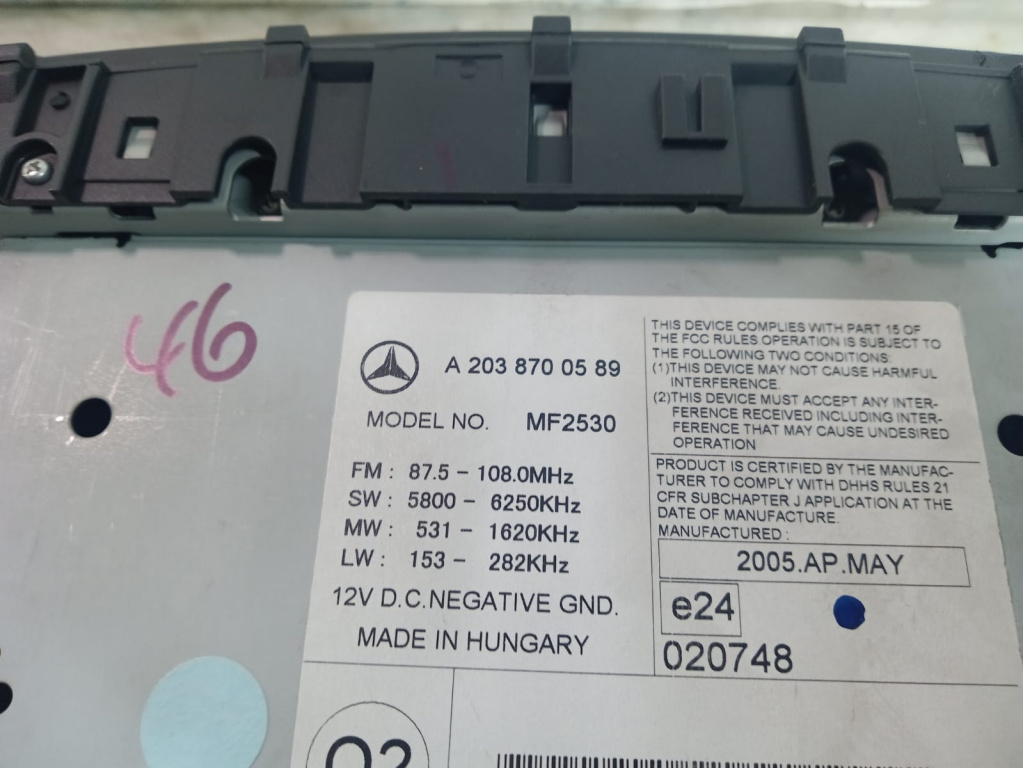 46
A 203 870 05 89
MODEL NO. MF2530
FM : 87.5 - 108.0MHz
SW : 5800 - 6250KHz
MW : 531 - 1620KHz
LW : 153 - 282KHz
12V D.C.NEGATIVE GND.
MADE IN HUNGARY
THIS DEVICE COMPLIES WITH PART 15 OF
THE FCC RULES OPERATION IS SUBJECT TO
THE FOLLOWING TWO CONDITIONS:
(1)THIS DEVICE MAY NOT CAUSE HARMFUL
INTERFERENCE.
(2)THIS DEVICE MUST ACCEPT ANY INTER-
FERENCE RECEIVED INCLUDING INTER-
FERENCE THAT MAY CAUSE UNDESIRED
OPERATION
PRODUCT IS CERTIFIED BY THE MANUFAC-
TURER TO COMPLY WITH DHHS RULES 21
CFR SUBCHAPTER J APPLICATION AT THE
DATE OF MANUFACTURE.
MANUFACTURED :
2005.AP.MAY
e24
020748